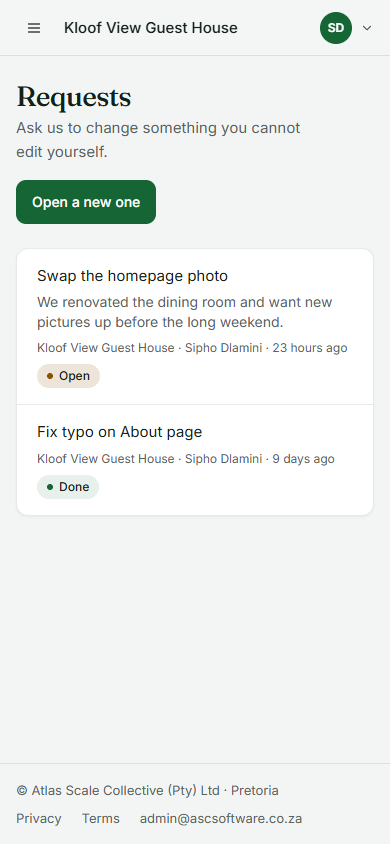 Kloof View Guest House
SD
Requests
Ask us to change something you cannot
edit yourself.
Open a new one
Swap the homepage photo
We renovated the dining room and want new
pictures up before the long weekend.
Kloof View Guest House · Sipho Dlamini · 23 hours ago
Open
Fix typo on About page
Kloof View Guest House · Sipho Dlamini · 9 days ago
Done
© Atlas Scale Collective (Pty) Ltd · Pretoria
Privacy Terms admin@ascsoftware.co.za